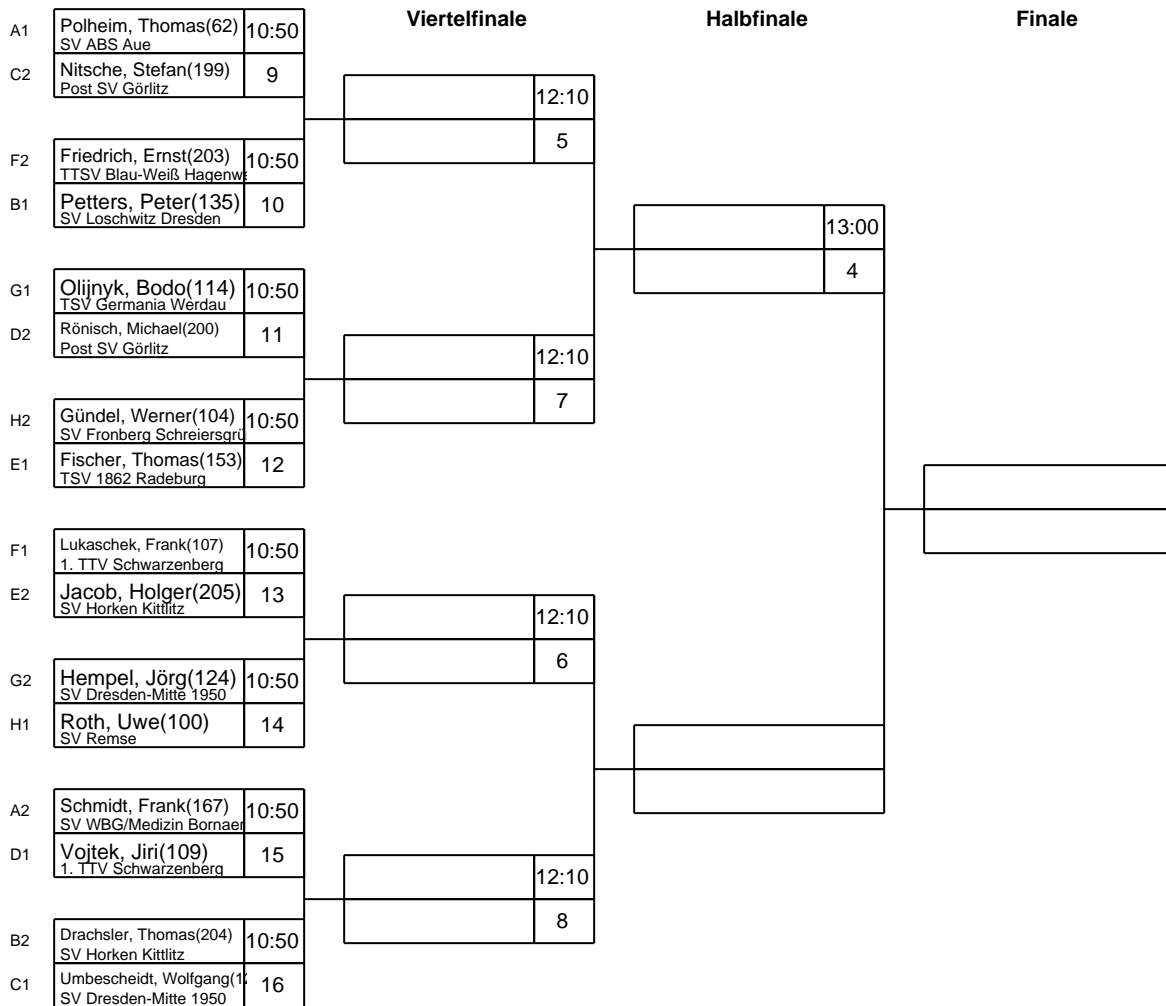 Viertelfinale
Halbfinale
Finale
A1 Polheim, Thomas(62) 10:50
SV ABS Aue
C2 Nitsche, Stefan(199) 9
Post SV Görlitz
12:10
5
F2 Friedrich, Ernst(203) 10:50
TTSV Blau-Weiß
B1 Petters, Peter(135) 10
SV Loschwitz Dresden
13:00
4
G1 Olijnyk, Bodo(114) 10:50
TSV Germania Werdau
D2 Rönisch, Michael(200) 11
Post SV Görlitz
12:10
7
H2 Gündel, Werner(104) 10:50
SV Fronberg
E1 Fischer, Thomas(153) 12
TSV 1862 Radeburg
F1 Lukaschek, Frank(107) 10:50
1. TTV Schwarzenberg
E2 Jacob, Holger(205) 13
SV Horken Kittlitz
12:10
6
G2 Hempel, Jörg(124) 10:50
SV Dresden-Mitte 1950
H1 Roth, Uwe(100) 14
SV Remse
A2 Schmidt, Frank(167) 10:50
SV WBG/Medizin
D1 Vojtek, Jiri(109) 15
1. TTV Schwarzenberg
12:10
8
B2 Drachsler, Thomas(204) 10:50
SV Horken Kittlitz
C1 Umbescheidt, Wolfgang 16
SV Dresden-Mitte 1950